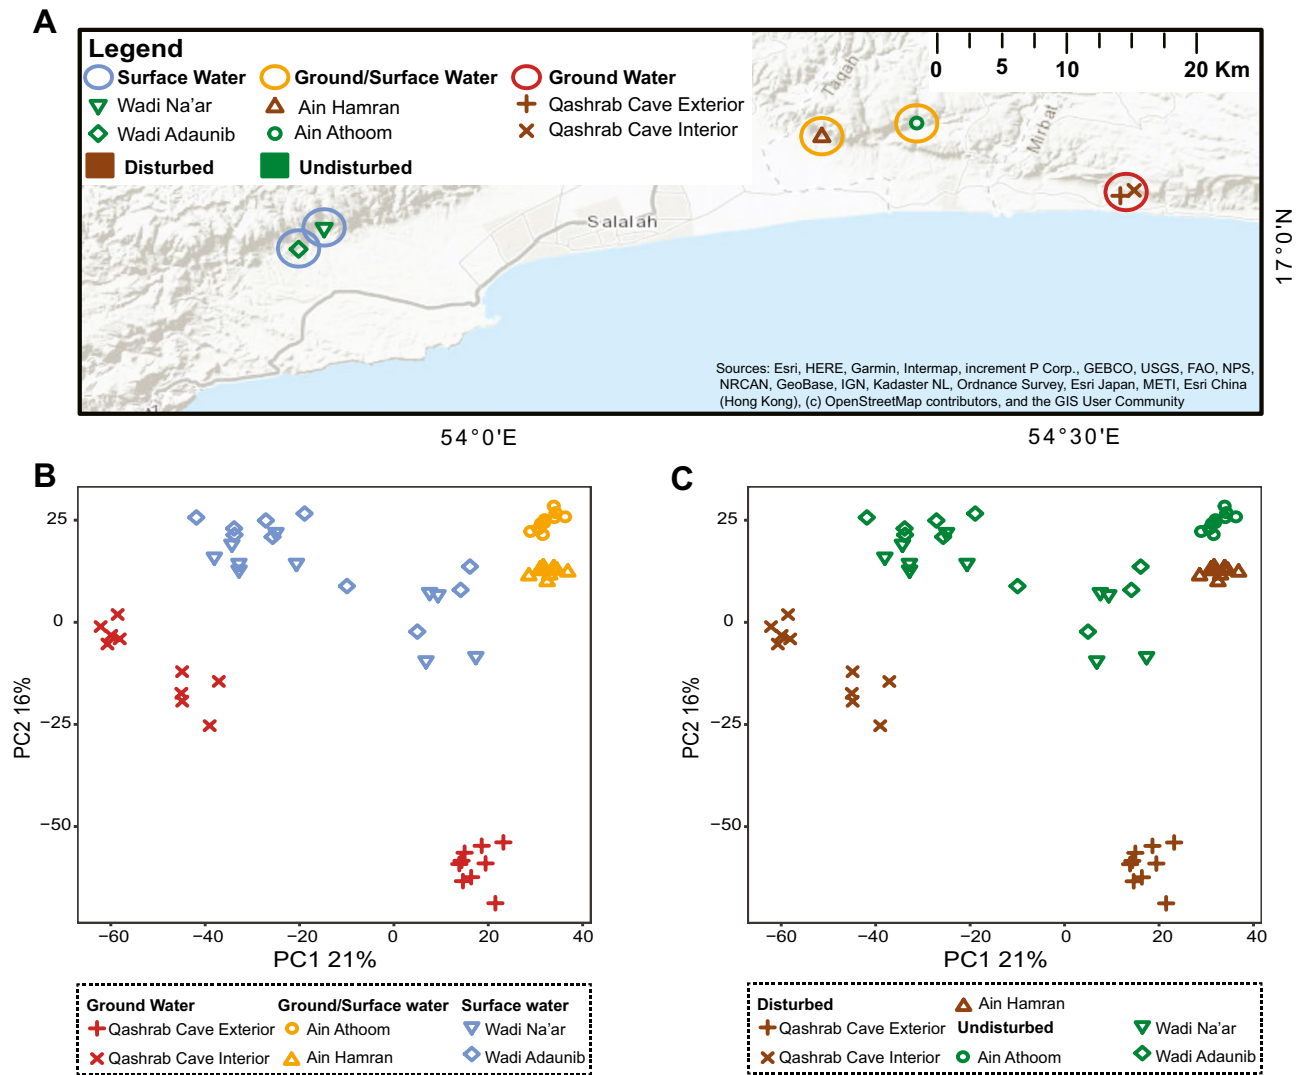 A
Legend
Surface Water
Ground/Surface Water
Ground Water
Wadi Na'ar
Ain Hamran
Qashrab Cave Exterior
Wadi Adaunib
Ain Athoom
Qashrab Cave Interior
Disturbed
Undisturbed
0 5 10 20 Km
Taqah
Mirbat
Salalah
17°0'N
Sources: Esri, HERE, Garmin, Intermap, increment P Corp., GEBCO, USGS, FAO, NPS,
NRCAN, GeoBase, IGN, Kadaster NL, Ordnance Survey, Esri Japan, METI, Esri China
(Hong Kong), (c) OpenStreetMap contributors, and the GIS User Community
54°0'E
54°30'E
B
25
0
−25
−50
PC2 16%
−60 −40 −20 0 20 40
PC1 21%
Ground Water
Ground/Surface water
Surface water
Qashrab Cave Exterior
Ain Athoom
Wadi Na'ar
Qashrab Cave Interior
Ain Hamran
Wadi Adaunib
C
25
0
−25
−50
PC2 16%
−60 −40 −20 0 20 40
PC1 21%
Disturbed
Ain Hamran
Qashrab Cave Exterior
Undisturbed
Wadi Na'ar
Qashrab Cave Interior
Ain Athoom
Wadi Adaunib